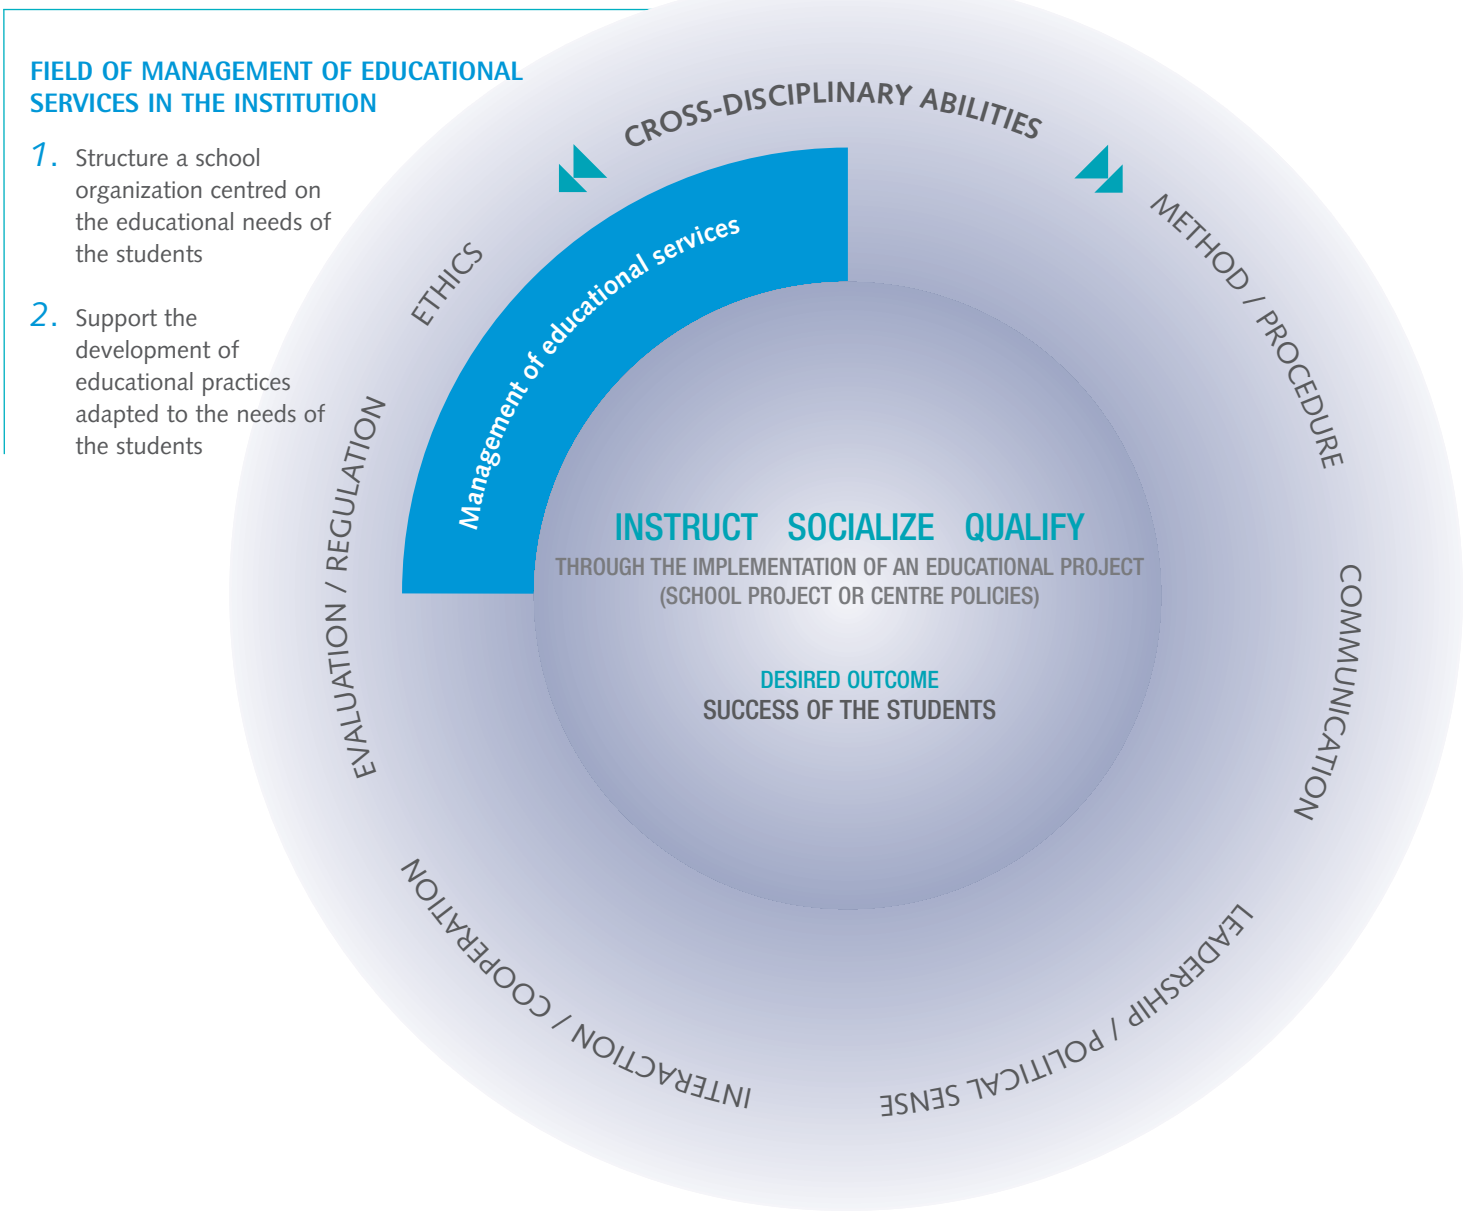 FIELD OF MANAGEMENT OF EDUCATIONAL
SERVICES IN THE INSTITUTION
1. Structure a school
organization centred on
the educational needs of
the students
2. Support the
development of
educational practices
adapted to the needs of
the students
CROSS-DISCIPLINARY ABILITIES
METHOD / PROCEDURE
COMMUNICATION
LEADERSHIP / POLITICAL SENSE
INTERACTION / COOPERATION
EVALUATION / REGULATION
ETHICS
Management of educational services
INSTRUCT SOCIALIZE QUALIFY
THROUGH THE IMPLEMENTATION OF AN EDUCATIONAL PROJECT
(SCHOOL PROJECT OR CENTRE POLICIES)
DESIRED OUTCOME
SUCCESS OF THE STUDENTS